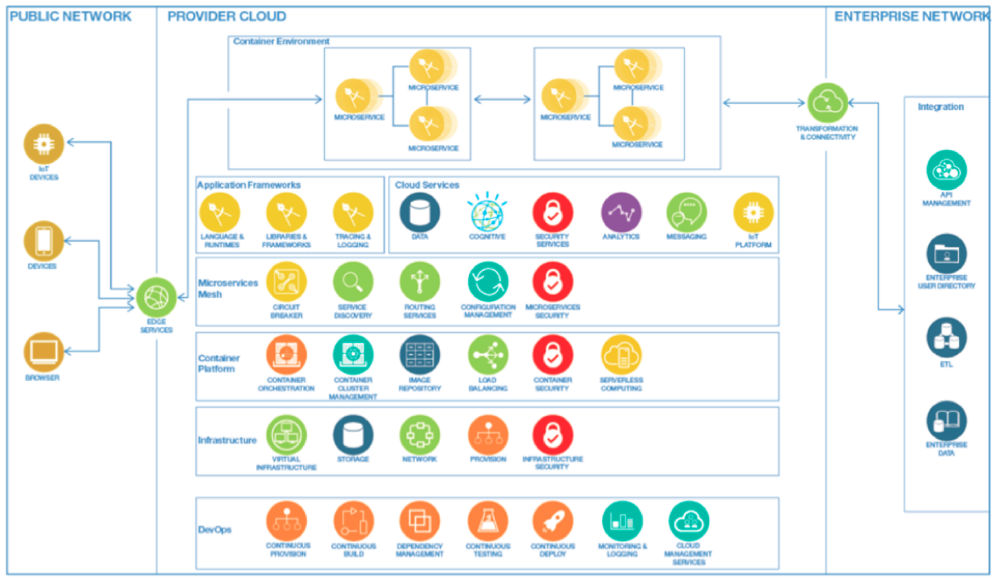 PUBLIC NETWORK
PROVIDER CLOUD
ENTERPRISE NETWORK
Container Environment
MICROSERVICE
MICROSERVICE
MICROSERVICE
MICROSERVICE
MICROSERVICE
MICROSERVICE
TRANSFORMATION
& CONNECTIVITY
IoT
DEVICES
DEVICES
BROWSER
EDGE
SERVICES
Application Frameworks
LANGUAGE &
RUNTIMES
LIBRARIES &
FRAMEWORKS
TRACING &
LOGGING
Cloud Services
DATA
COGNITIVE
SECURITY
SERVICES
ANALYTICS
MESSAGING
IoT
PLATFORM
Microservices
Mesh
CIRCUIT
BREAKER
SERVICE
DISCOVERY
ROUTING
SERVICES
CONFIGURATION
MANAGEMENT
MICROSERVICES
SECURITY
Container
Platform
CONTAINER
ORCHESTRATION
CONTAINER
CLUSTER
MANAGEMENT
IMAGE
REPOSITORY
LOAD
BALANCING
CONTAINER
SECURITY
SERVERLESS
COMPUTING
Infrastructure
VIRTUAL
INFRASTRUCTURE
STORAGE
NETWORK
PROVISION
INFRASTRUCTURE
SECURITY
DevOps
CONTINUOUS
PROVISION
CONTINUOUS
BUILD
DEPENDENCY
MANAGEMENT
CONTINUOUS
TESTING
CONTINUOUS
DEPLOY
MONITORING &
LOGGING
CLOUD
MANAGEMENT
SERVICES
Integration
API
MANAGEMENT
ENTERPRISE
USER DIRECTORY
ETL
ENTERPRISE
DATA